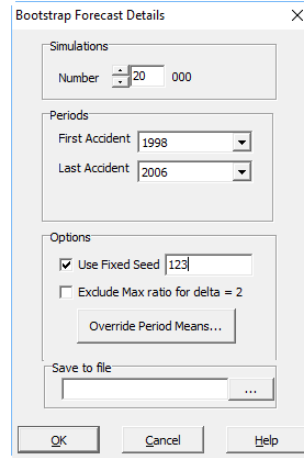 Bootstrap Forecast Details
Simulations
Number 20 000
Periods
First Accident 1998
Last Accident 2006
Options
Use Fixed Seed 123
Exclude Max ratio for delta = 2
Override Period Means...
Save to file
...
OK Cancel Help